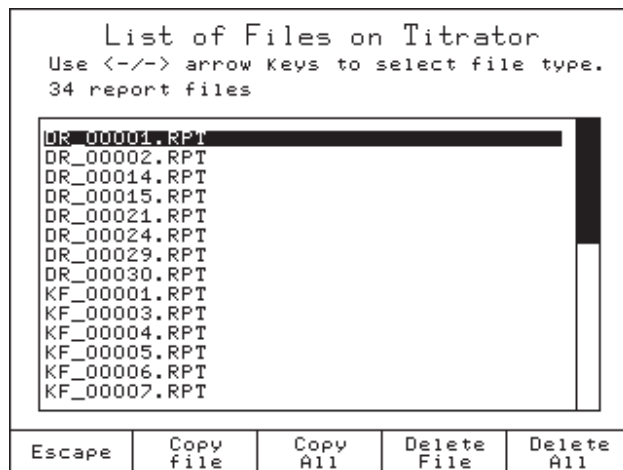 List of Files on Titrator
Use <-/-> arrow Keys to select file type.
34 report files
DR_00001.RPT
DR_00002.RPT
DR_00014.RPT
DR_00015.RPT
DR_00021.RPT
DR_00024.RPT
DR_00029.RPT
DR_00030.RPT
KF_00001.RPT
KF_00003.RPT
KF_00004.RPT
KF_00005.RPT
KF_00006.RPT
KF_00007.RPT
Escape
Copy
file
Copy
All
Delete
File
Delete
All